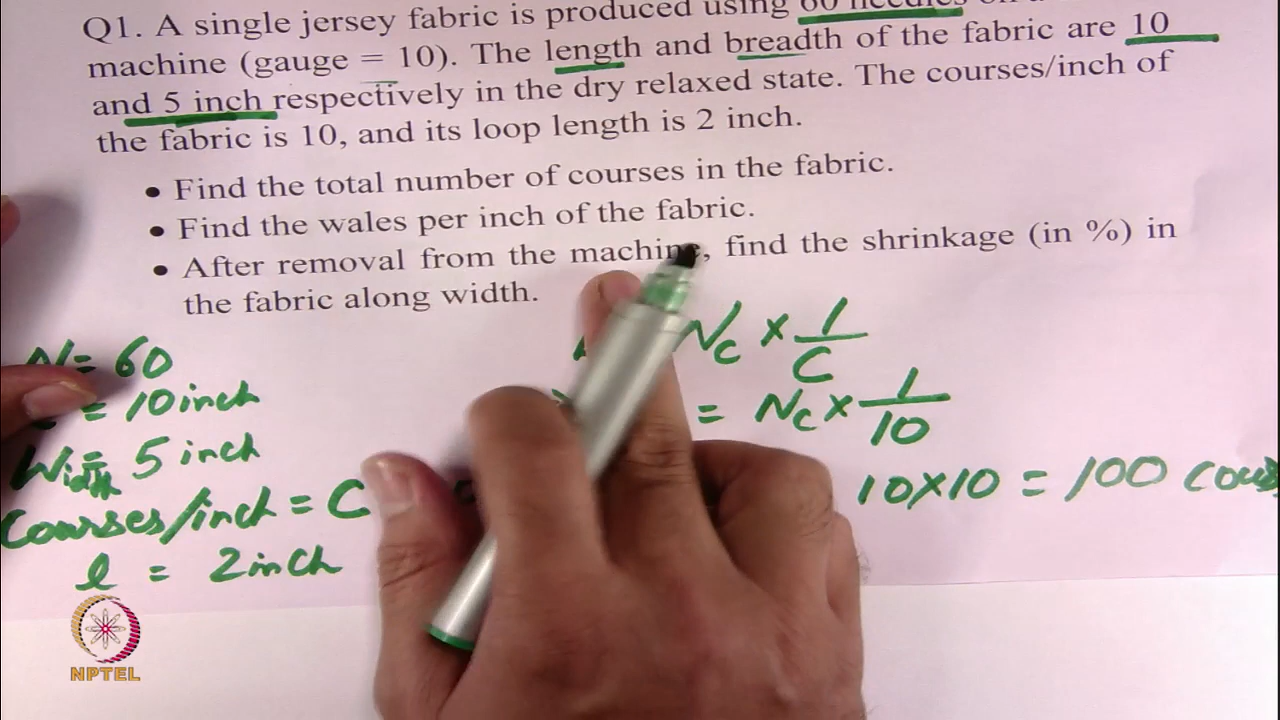 Q1. A single jersey fabric is produced using 60 needles
machine (gauge = 10). The length and breadth of the fabric are 10
and 5 inch respectively in the dry relaxed state. The courses/inch of
the fabric is 10, and its loop length is 2 inch.
• Find the total number of courses in the fabric.
• Find the wales per inch of the fabric.
• After removal from the machine, find the shrinkage (in %) in
the fabric along width.
N = 60
= 10 inch
Width = 5 inch
Courses/inch = C
l = 2 inch
Nc × 1/C
= Nc × 1/10
10×10 = 100
NPTEL